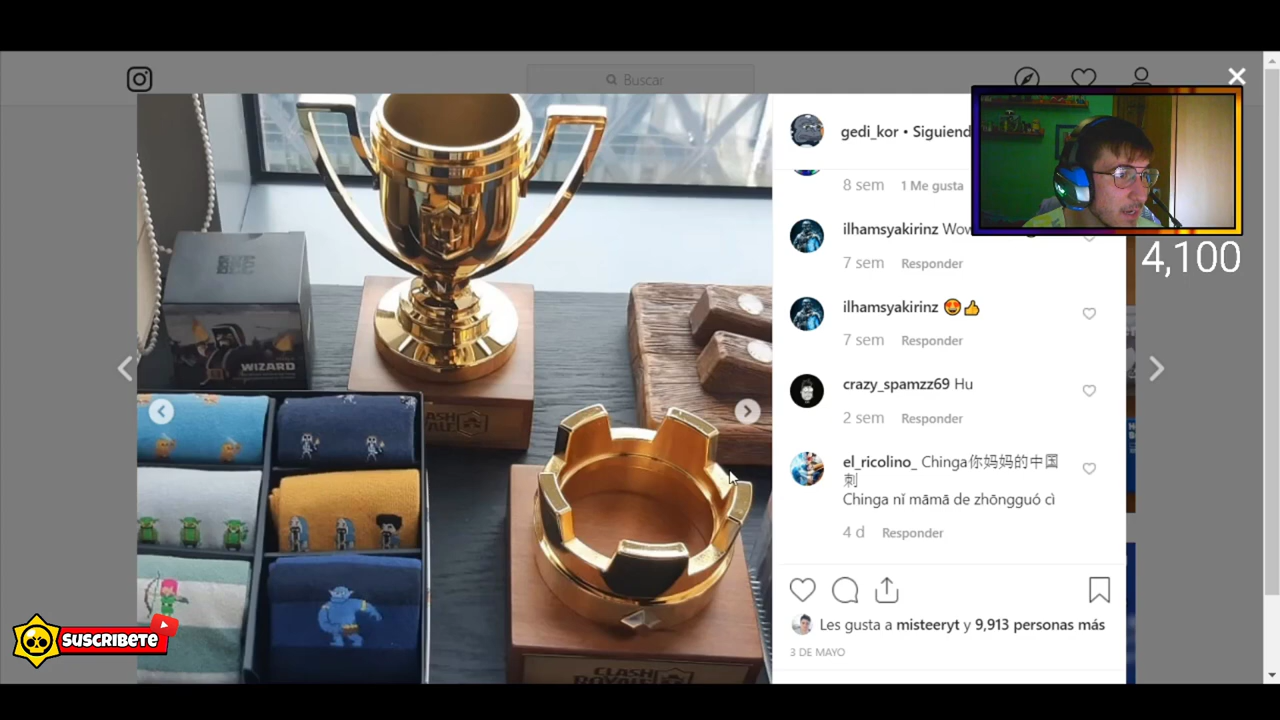 Buscar
gedi_kor • Siguiend
8 sem 1 Me gusta
ilhamsyakirinz Wow
7 sem Responder
ilhamsyakirinz 😍👍
7 sem Responder
crazy_spamzz69 Hu
2 sem Responder
el_ricolino_ Chinga你妈妈的中国
刺
Chinga nǐ māmā de zhōngguó cì
4 d Responder
Les gusta a misteeryt y 9,913 personas más
3 DE MAYO
4,100
WIZARD
CLASH
ROYALE
CLASH
ROYALE
SUSCRIBETE